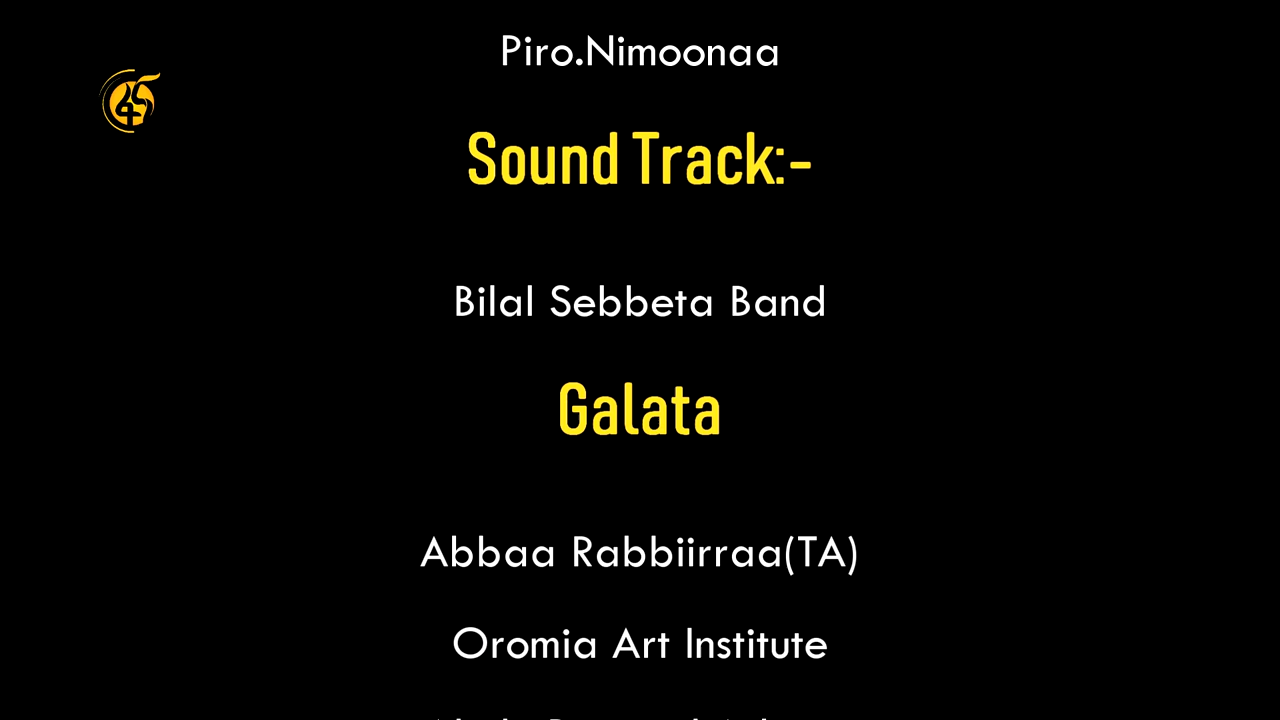 Piro.Nimoonaa
Sound Track:-
Bilal Sebbeta Band
Galata
Abbaa Rabbiirraa(TA)
Oromia Art Institute